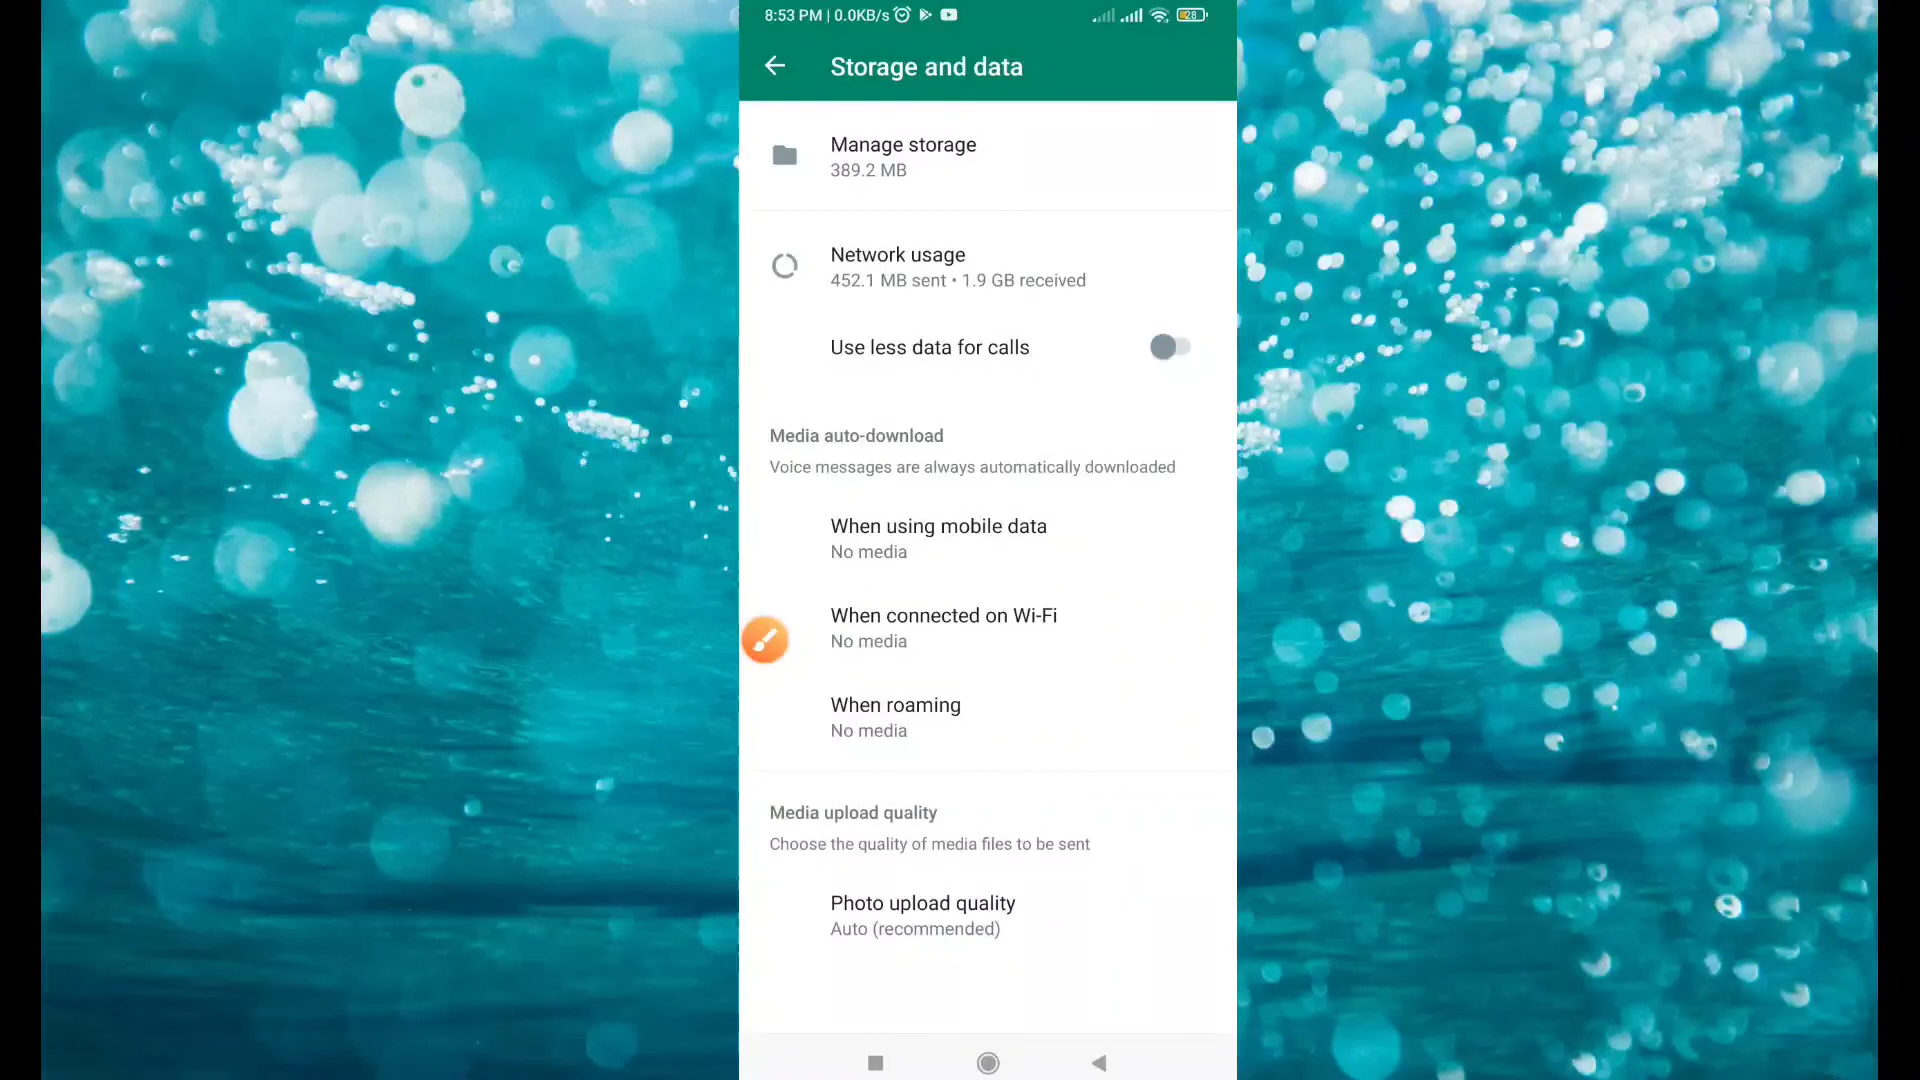 8:53 PM | 0.0KB/s 28
Storage and data
Manage storage
389.2 MB
Network usage
452.1 MB sent • 1.9 GB received
Use less data for calls
Media auto-download
Voice messages are always automatically downloaded
When using mobile data
No media
When connected on Wi-Fi
No media
When roaming
No media
Media upload quality
Choose the quality of media files to be sent
Photo upload quality
Auto (recommended)